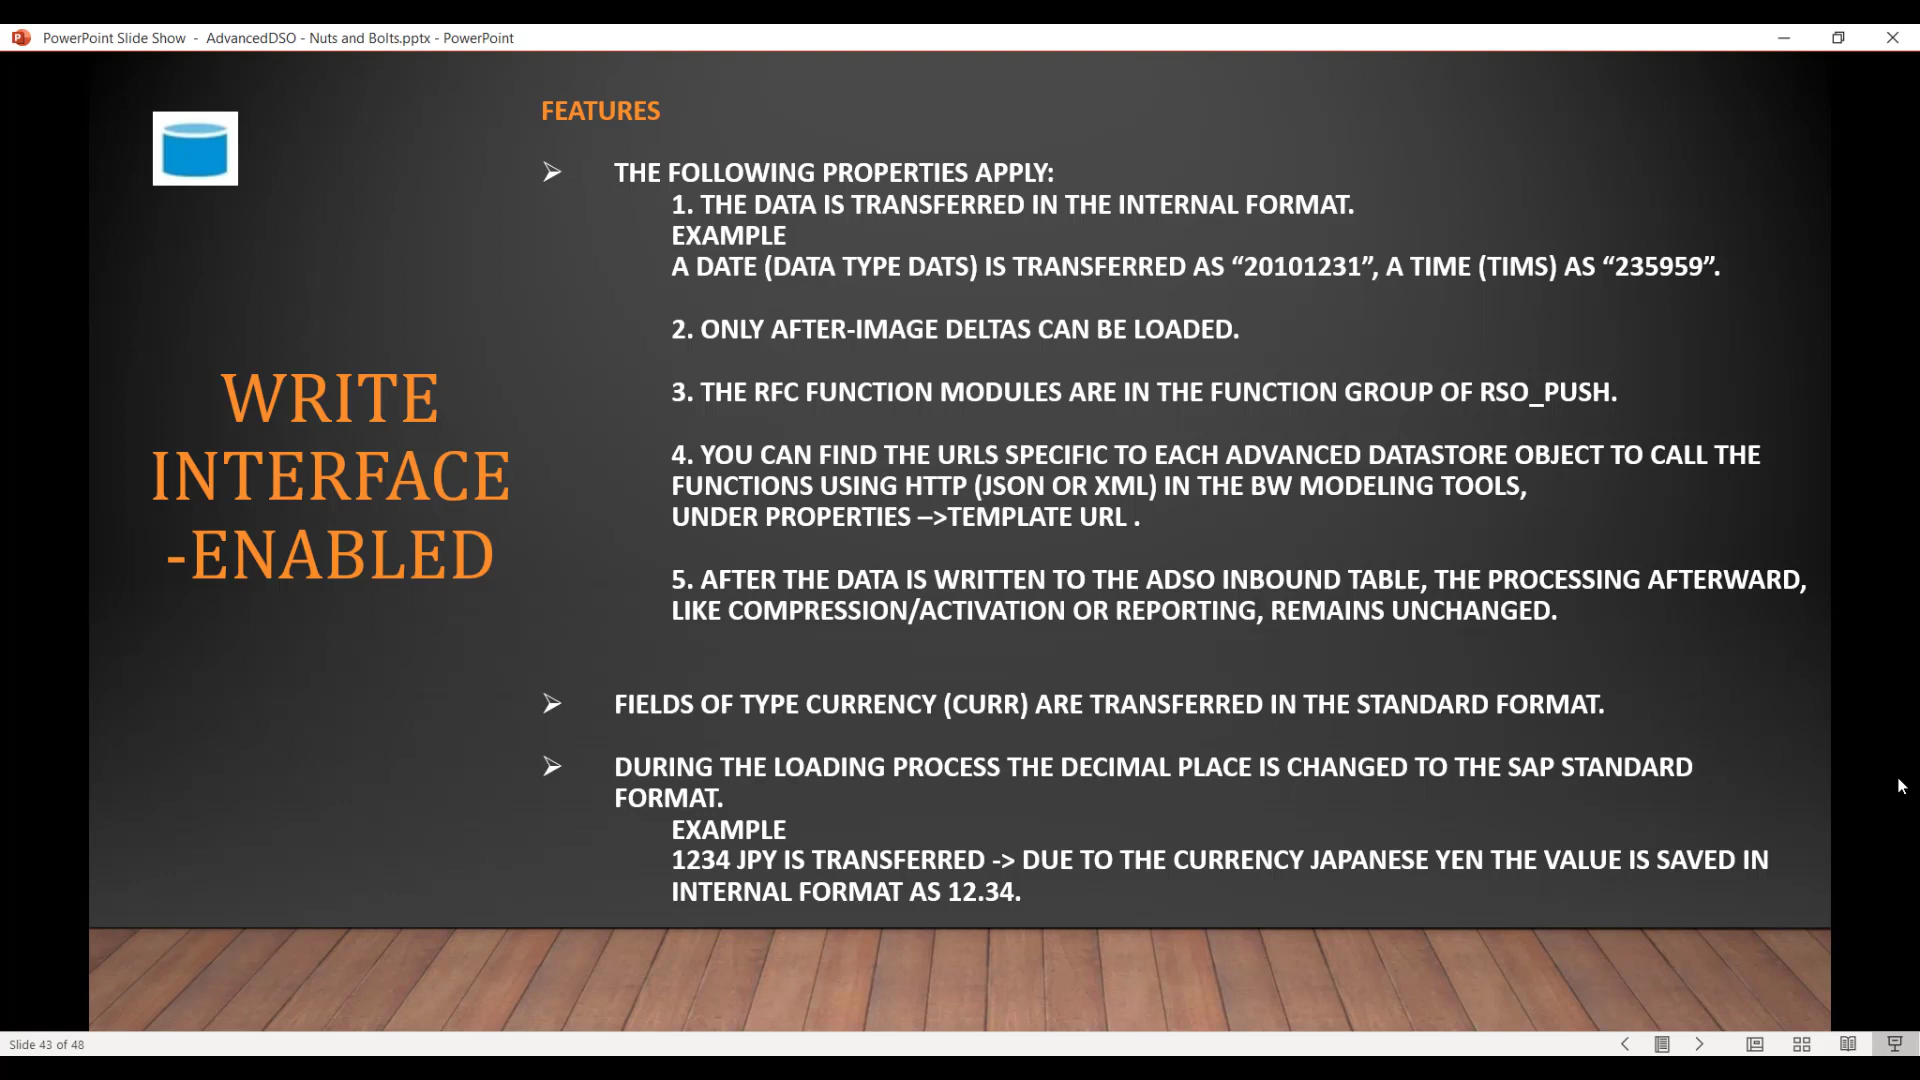 PowerPoint Slide Show - AdvancedDSO - Nuts and Bolts.pptx - PowerPoint
WRITE
INTERFACE
-ENABLED
FEATURES
➢ THE FOLLOWING PROPERTIES APPLY:
1. THE DATA IS TRANSFERRED IN THE INTERNAL FORMAT.
EXAMPLE
A DATE (DATA TYPE DATS) IS TRANSFERRED AS “20101231”, A TIME (TIMS) AS “235959”.
2. ONLY AFTER-IMAGE DELTAS CAN BE LOADED.
3. THE RFC FUNCTION MODULES ARE IN THE FUNCTION GROUP OF RSO_PUSH.
4. YOU CAN FIND THE URLS SPECIFIC TO EACH ADVANCED DATASTORE OBJECT TO CALL THE
FUNCTIONS USING HTTP (JSON OR XML) IN THE BW MODELING TOOLS,
UNDER PROPERTIES –>TEMPLATE URL .
5. AFTER THE DATA IS WRITTEN TO THE ADSO INBOUND TABLE, THE PROCESSING AFTERWARD,
LIKE COMPRESSION/ACTIVATION OR REPORTING, REMAINS UNCHANGED.
➢ FIELDS OF TYPE CURRENCY (CURR) ARE TRANSFERRED IN THE STANDARD FORMAT.
➢ DURING THE LOADING PROCESS THE DECIMAL PLACE IS CHANGED TO THE SAP STANDARD
FORMAT.
EXAMPLE
1234 JPY IS TRANSFERRED -> DUE TO THE CURRENCY JAPANESE YEN THE VALUE IS SAVED IN
INTERNAL FORMAT AS 12.34.
Slide 43 of 48